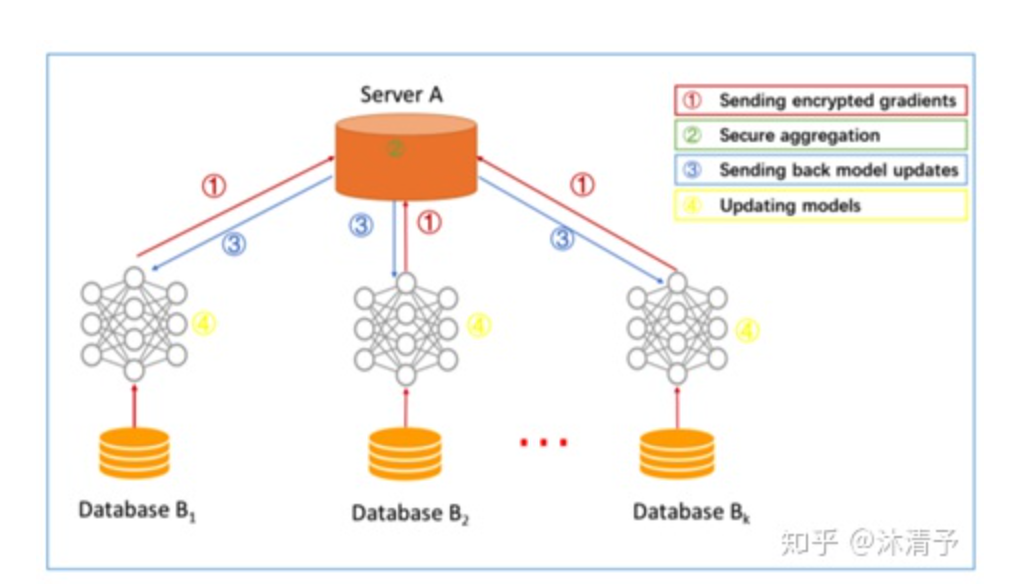 Server A
① Sending encrypted gradients
② Secure aggregation
③ Sending back model updates
④ Updating models
②
① ①
③ ③ ① ③
④ ④ ④
...
Database B₁ Database B₂ Database Bₖ
知乎 @沐清予